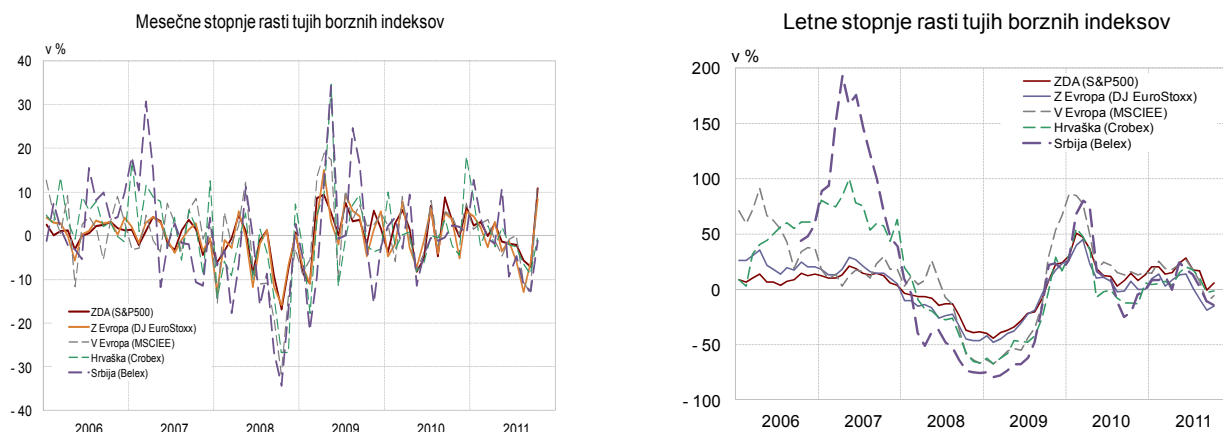 Mesečne stopnje rasti tujih borznih indeksov
v %
40
30
20
10
0
- 10
- 20
- 30
- 40
ZDA (S&P500)
Z Evropa (DJ EuroStoxx)
V Evropa (MSCIEE)
Hrvaška (Crobex)
Srbija (Belex)
2006 2007 2008 2009 2010 2011
Letne stopnje rasti tujih borznih indeksov
v %
200
150
100
50
0
- 50
- 100
ZDA (S&P500)
Z Evropa (DJ EuroStoxx)
V Evropa (MSCIEE)
Hrvaška (Crobex)
Srbija (Belex)
2006 2007 2008 2009 2010 2011